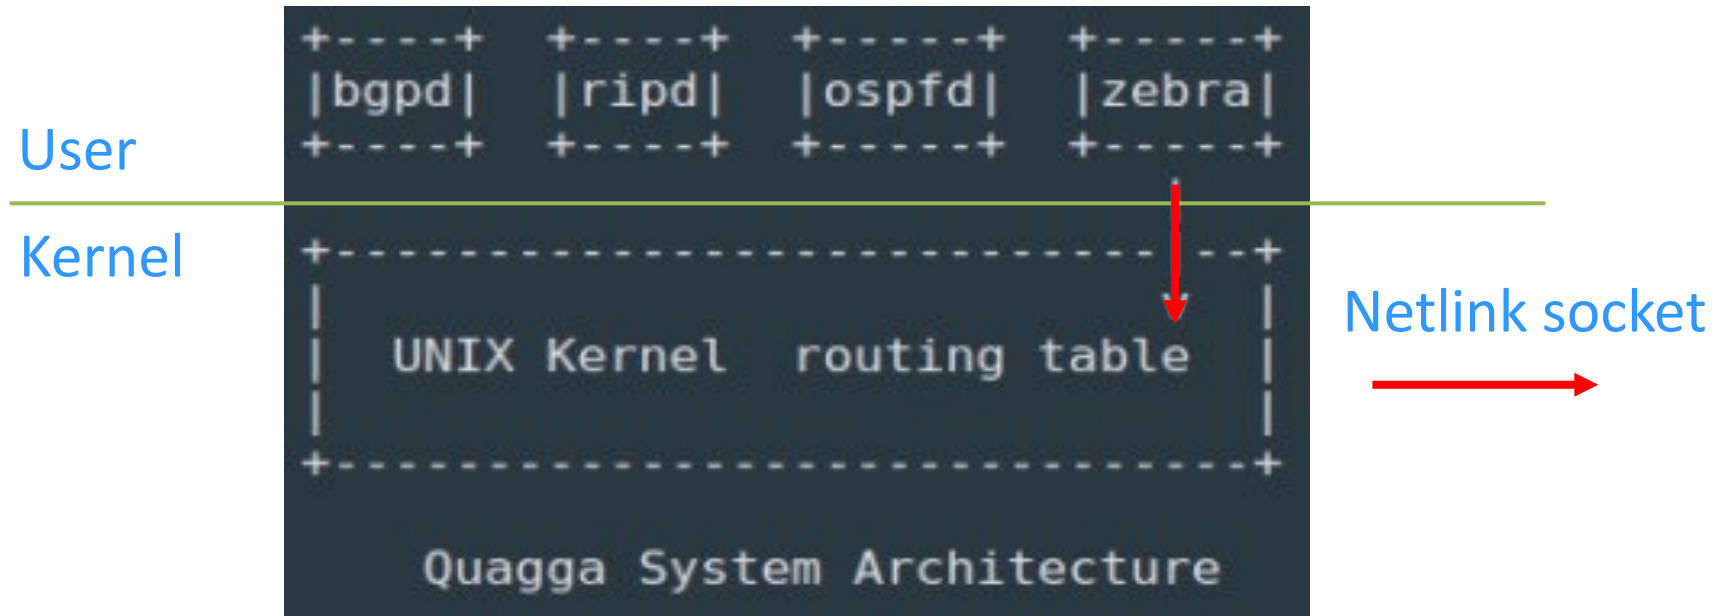 +----+  +----+  +-----+  +-----+
|bgpd|  |ripd|  |ospfd|  |zebra|
+----+  +----+  +-----+  +-----+
User
Kernel
UNIX Kernel  routing table
Netlink socket
Quagga System Architecture